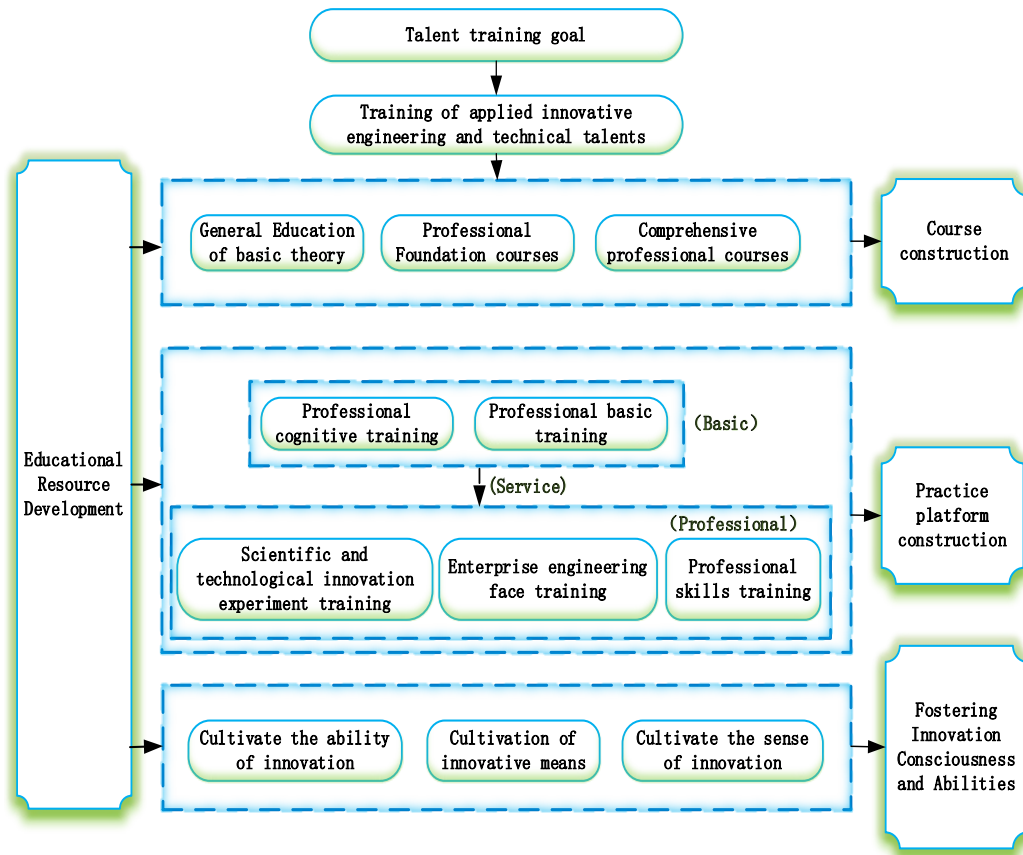 Talent training goal
Training of applied innovative
engineering and technical talents
General Education
of basic theory
Professional
Foundation courses
Comprehensive
professional courses
Course
construction
Educational
Resource
Development
Professional
cognitive training
Professional basic
training
(Basic)
(Service)
(Professional)
Scientific and
technological innovation
experiment training
Enterprise engineering
face training
Professional
skills training
Practice
platform
construction
Cultivate the ability
of innovation
Cultivation of
innovative means
Cultivate the sense
of innovation
Fostering
Innovation
Consciousness
and Abilities